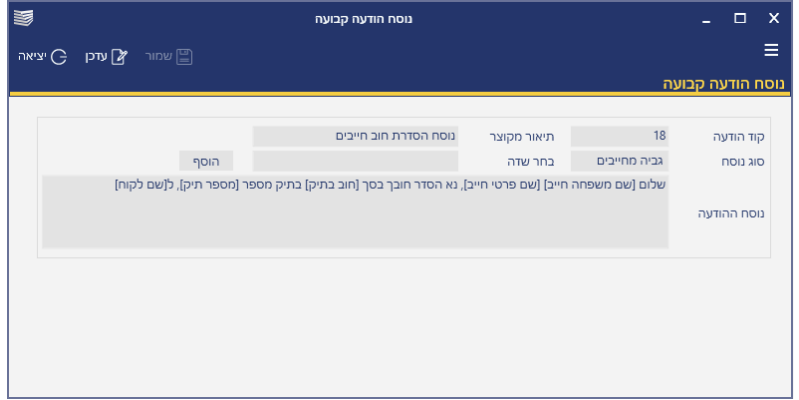 נוסח הודעה קבועה
יציאה עדכן שמור
נוסח הודעה קבועה
קוד הודעה 18 תיאור מקוצר נוסח הסדרת חוב חייבים
סוג נוסח גביה מחייבים בחר שדה הוסף
שלום [שם משפחה חייב] [שם פרטי חייב], נא הסדר חובך בסך [חוב בתיק] בתיק מספר [מספר תיק], ל[שם לקוח]
נוסח ההודעה